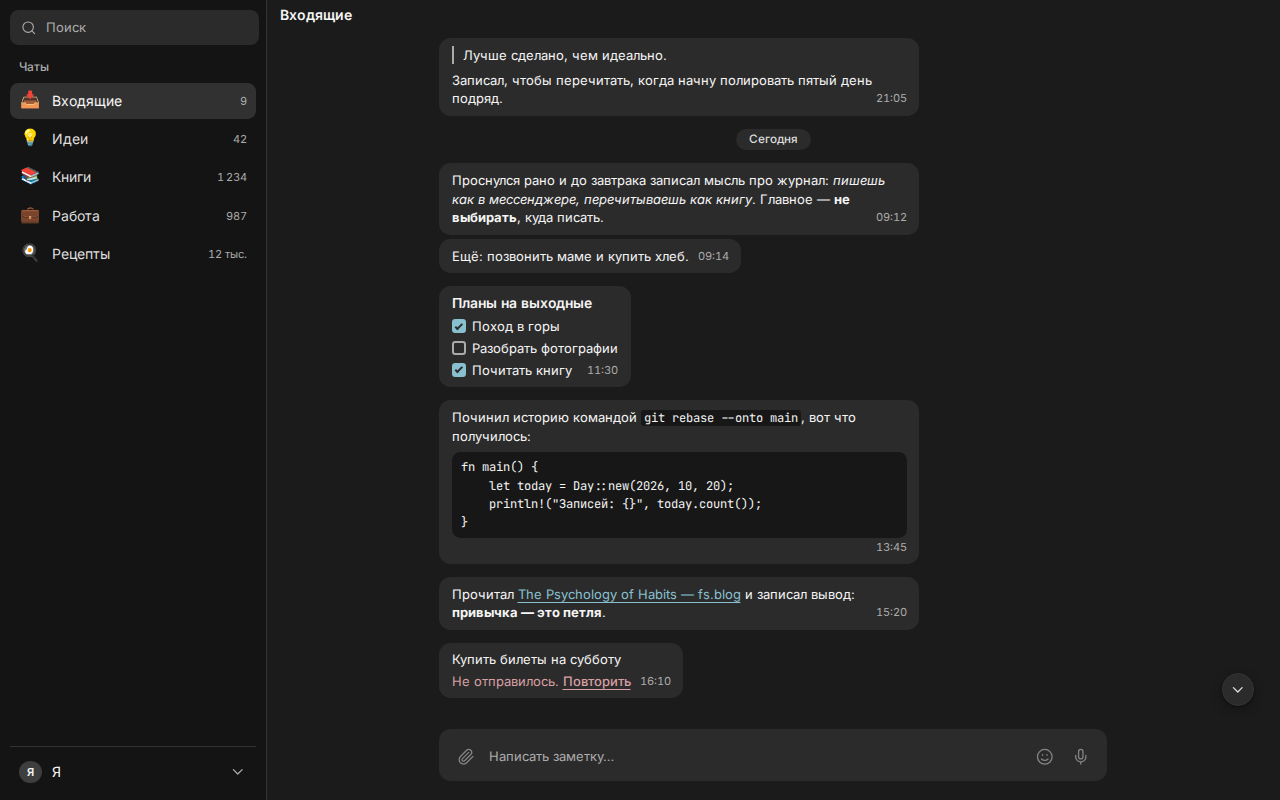 Поиск
Чаты
Входящие 9
Идеи 42
Книги 1 234
Работа 987
Рецепты 12 тыс.
Я Я
Входящие
Лучше сделано, чем идеально.
Записал, чтобы перечитать, когда начну полировать пятый день
подряд. 21:05
Сегодня
Проснулся рано и до завтрака записал мысль про журнал: пишешь
как в мессенджере, перечитываешь как книгу. Главное — не
выбирать, куда писать. 09:12
Ещё: позвонить маме и купить хлеб. 09:14
Планы на выходные
Поход в горы
Разобрать фотографии
Почитать книгу 11:30
Починил историю командой git rebase --onto main, вот что
получилось:
fn main() {
    let today = Day::new(2026, 10, 20);
    println!("Записей: {}", today.count());
}
13:45
Прочитал The Psychology of Habits — fs.blog и записал вывод:
привычка — это петля. 15:20
Купить билеты на субботу
Не отправилось. Повторить 16:10
Написать заметку...